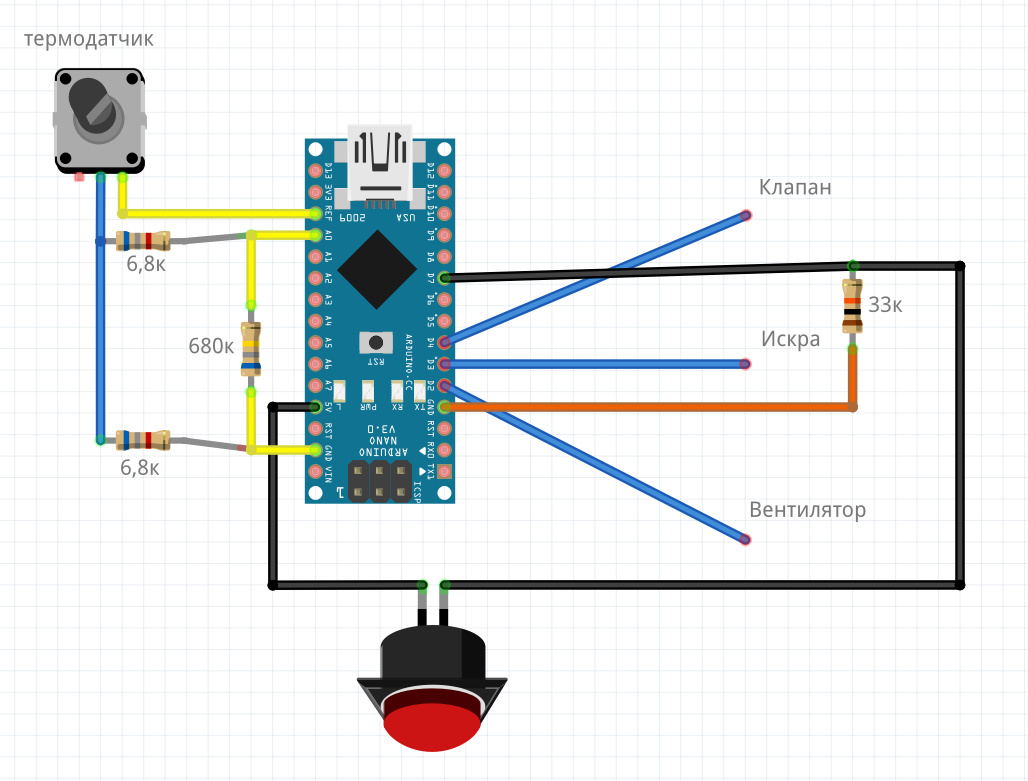 термодатчик
6,8к
680к
6,8к
Клапан
33к
Искра
Вентилятор
D13
3V3
REF
A0
A1
A2
A3
A4
A5
A6
A7
5V
RST
GND
VIN
D12
D11
D10
D9
D8
D7
D6
D5
D4
D3
D2
GND
RST
RX0
TX1
USA
2009
RST
ARDUINO.CC
TX
RX
PWR
L
ARDUINO
NANO
V3.0
ICSP
1